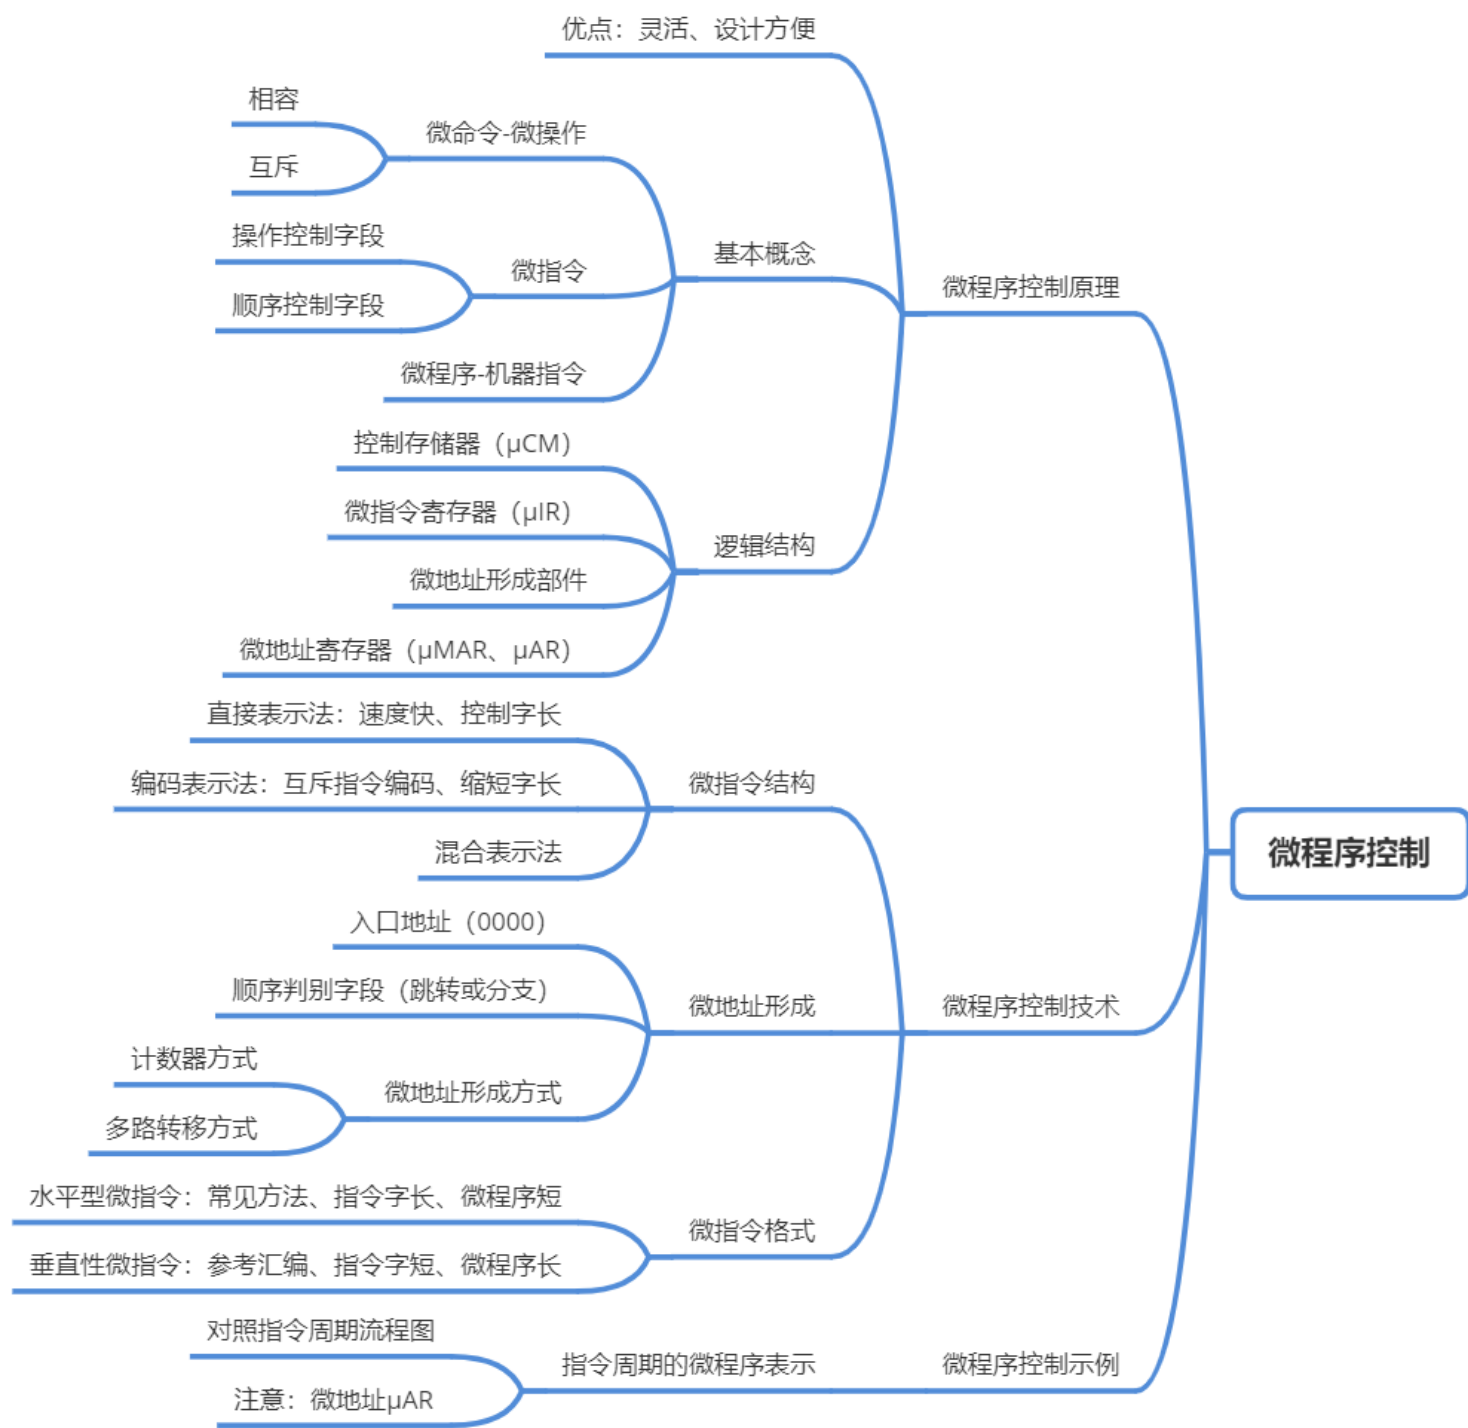 优点：灵活、设计方便
相容
微命令-微操作
互斥
操作控制字段
基本概念
微指令
微程序控制原理
顺序控制字段
微程序-机器指令
控制存储器（μCM）
微指令寄存器（μIR）
逻辑结构
微地址形成部件
微地址寄存器（μMAR、μAR）
直接表示法：速度快、控制字长
编码表示法：互斥指令编码、缩短字长
微指令结构
混合表示法
微程序控制
入口地址（0000）
顺序判别字段（跳转或分支）
微地址形成
微程序控制技术
计数器方式
微地址形成方式
多路转移方式
水平型微指令：常见方法、指令字长、微程序短
微指令格式
垂直性微指令：参考汇编、指令字短、微程序长
对照指令周期流程图
指令周期的微程序表示
微程序控制示例
注意：微地址μAR